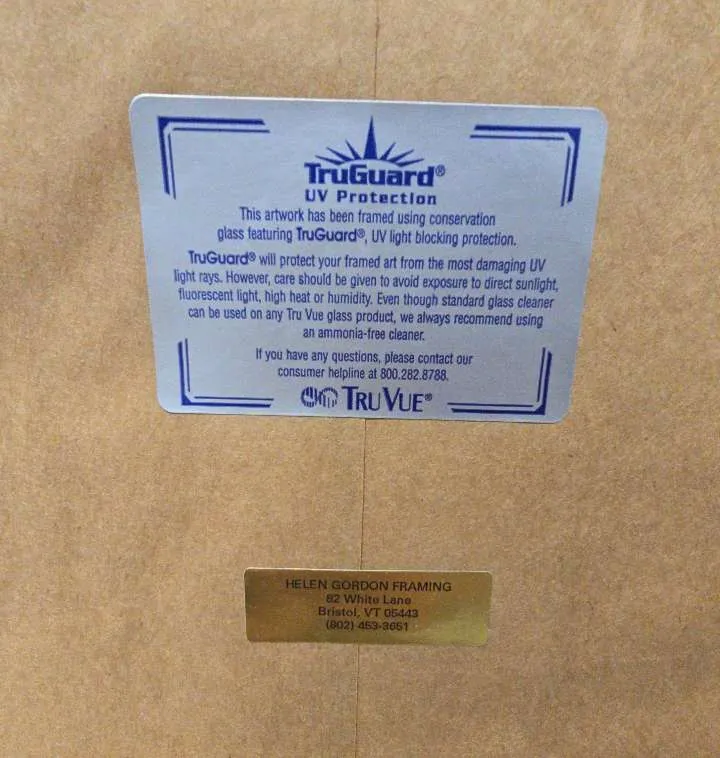 TruGuard®
UV Protection
This artwork has been framed using conservation
glass featuring TruGuard®, UV light blocking protection.
TruGuard® will protect your framed art from the most damaging UV
light rays. However, care should be given to avoid exposure to direct sunlight,
fluorescent light, high heat or humidity. Even though standard glass cleaner
can be used on any Tru Vue glass product, we always recommend using
an ammonia-free cleaner.
If you have any questions, please contact our
consumer helpline at 800.282.8788.
TRU VUE®
HELEN GORDON FRAMING
82 White Lane
Bristol, VT 05443
(802) 453-3651